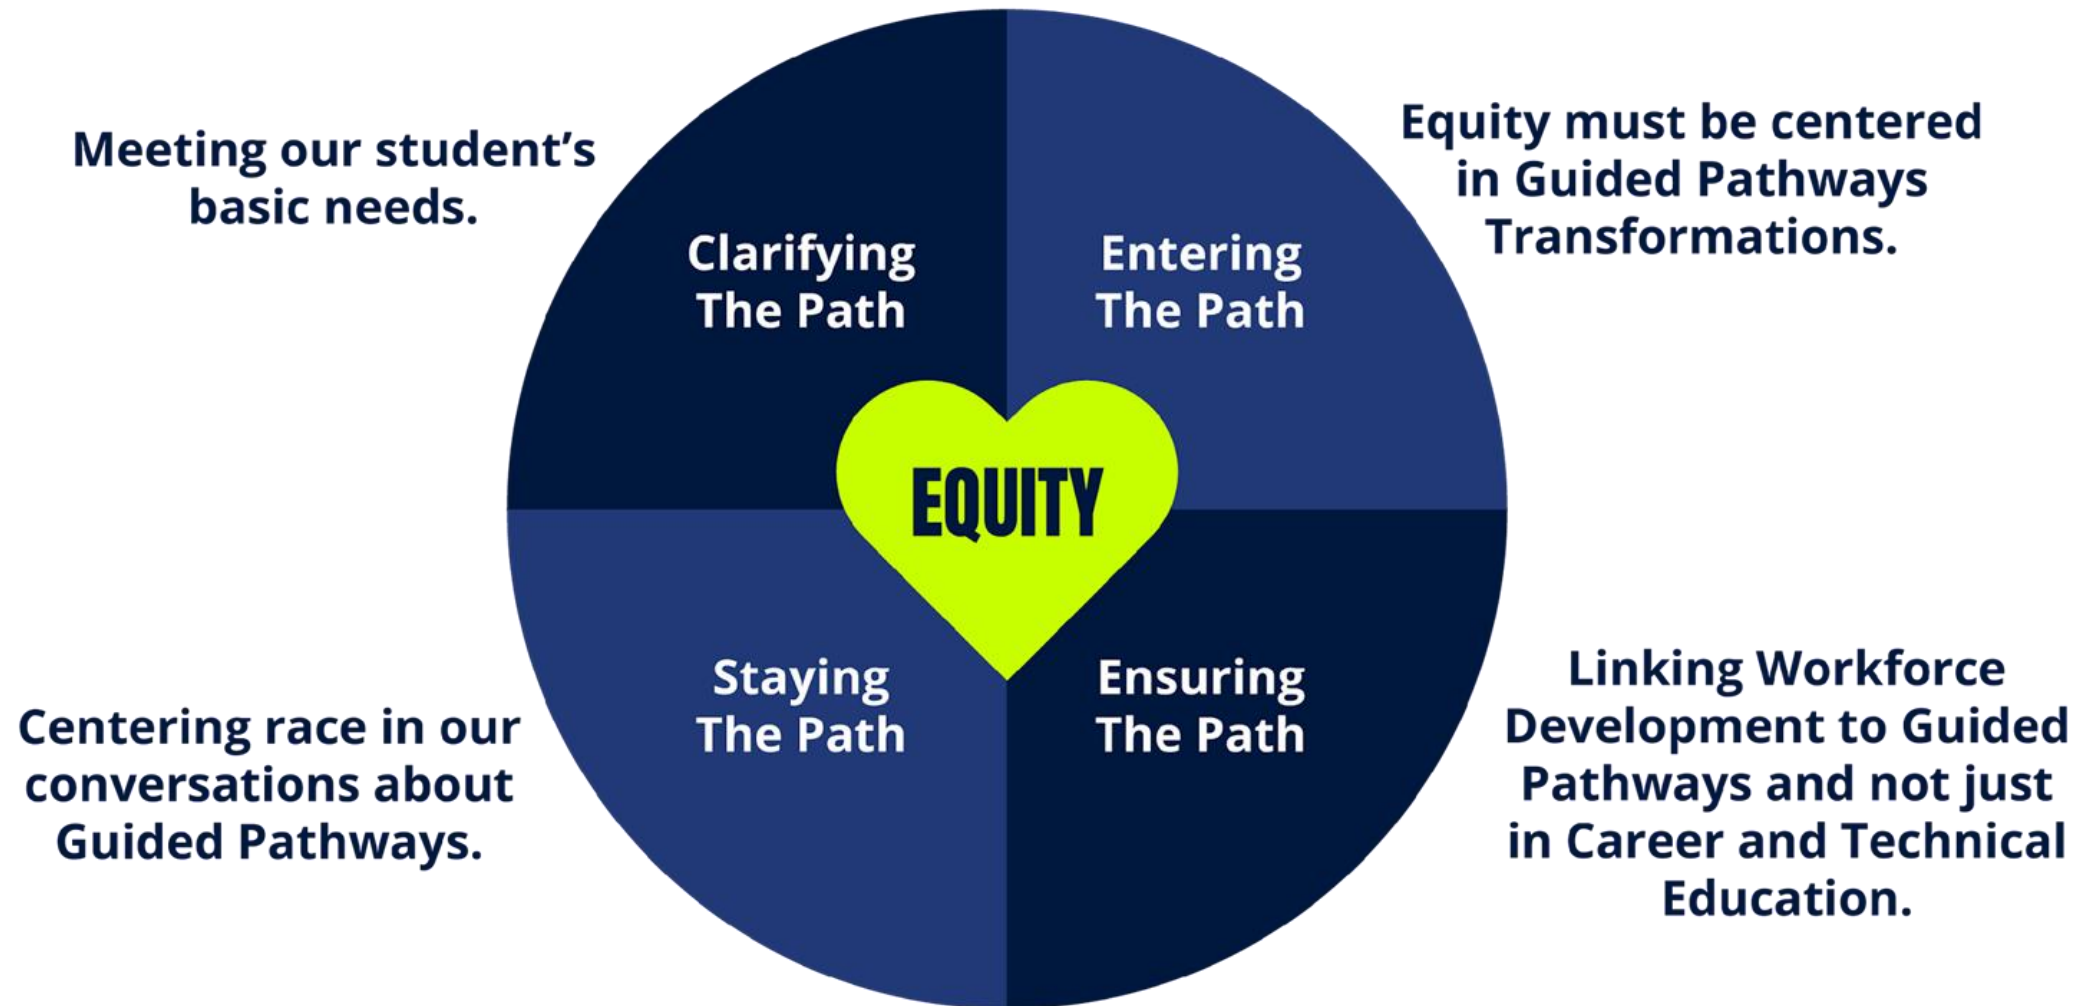 Meeting our student’s
basic needs.
Equity must be centered
in Guided Pathways
Transformations.
Clarifying
The Path
Entering
The Path
EQUITY
Staying
The Path
Ensuring
The Path
Centering race in our
conversations about
Guided Pathways.
Linking Workforce
Development to Guided
Pathways and not just
in Career and Technical
Education.